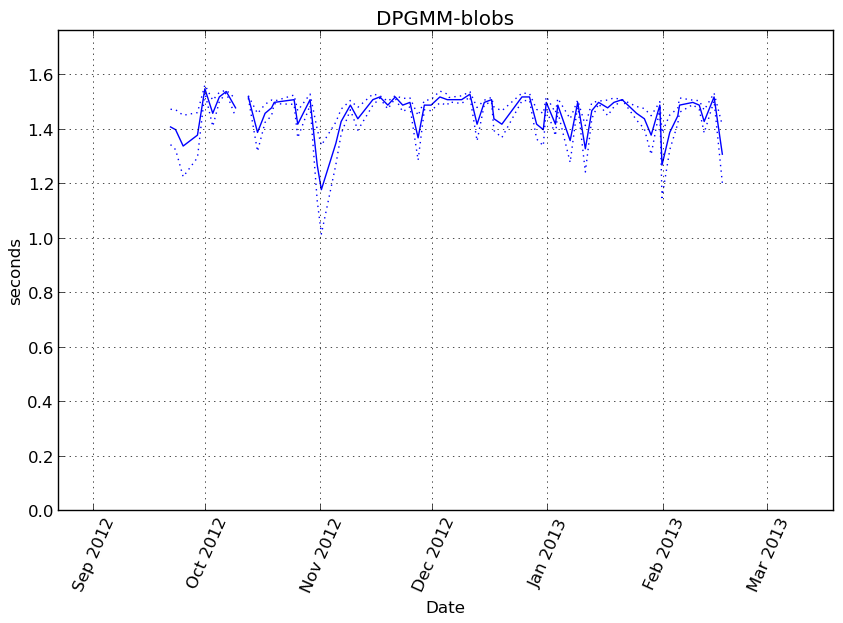 DPGMM-blobs
1.6
1.4
1.2
1.0
0.8
0.6
0.4
0.2
0.0
seconds
Sep 2012
Oct 2012
Nov 2012
Dec 2012
Jan 2013
Feb 2013
Mar 2013
Date